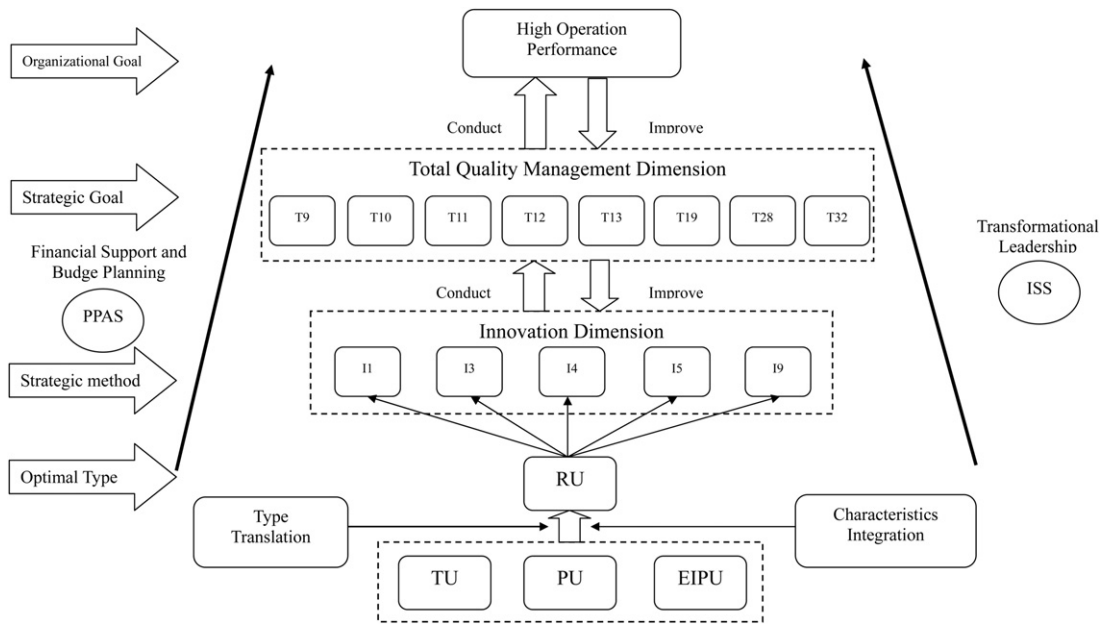 High Operation
Performance
Organizational Goal
Conduct
Improve
Total Quality Management Dimension
Strategic Goal
T9
T10
T11
T12
T13
T19
T28
T32
Financial Support and
Budge Planning
PPAS
Transformational
Leadership
ISS
Conduct
Improve
Innovation Dimension
Strategic method
I1
I3
I4
I5
I9
Optimal Type
RU
Type
Translation
Characteristics
Integration
TU
PU
EIPU